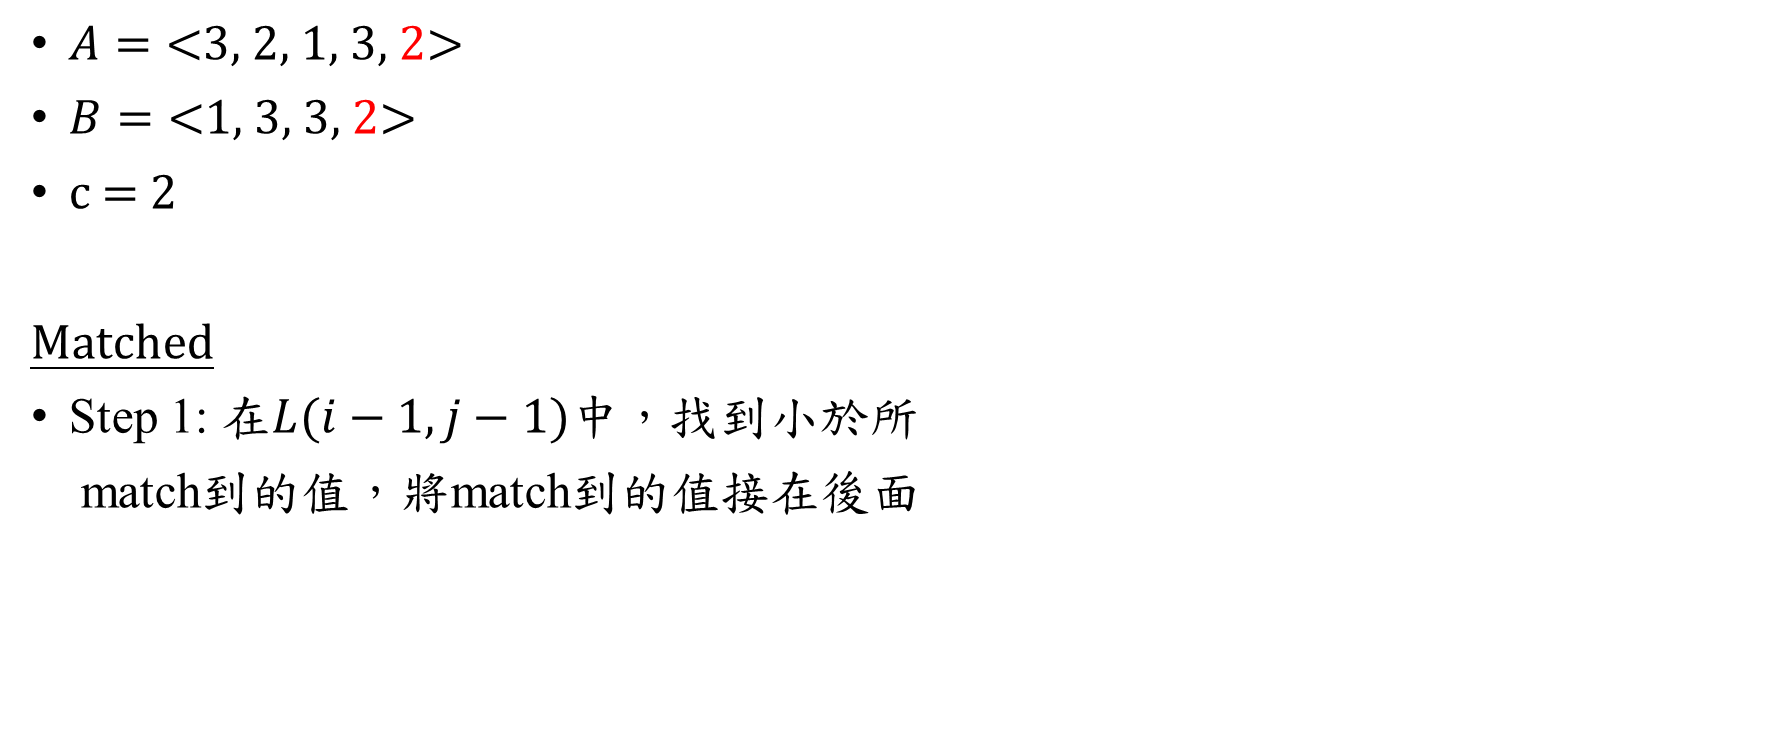 • A = <3, 2, 1, 3, 2>
• B = <1, 3, 3, 2>
• c = 2
Matched
• Step 1: 在L(i − 1, j − 1)中，找到小於所
match到的值，將match到的值接在後面